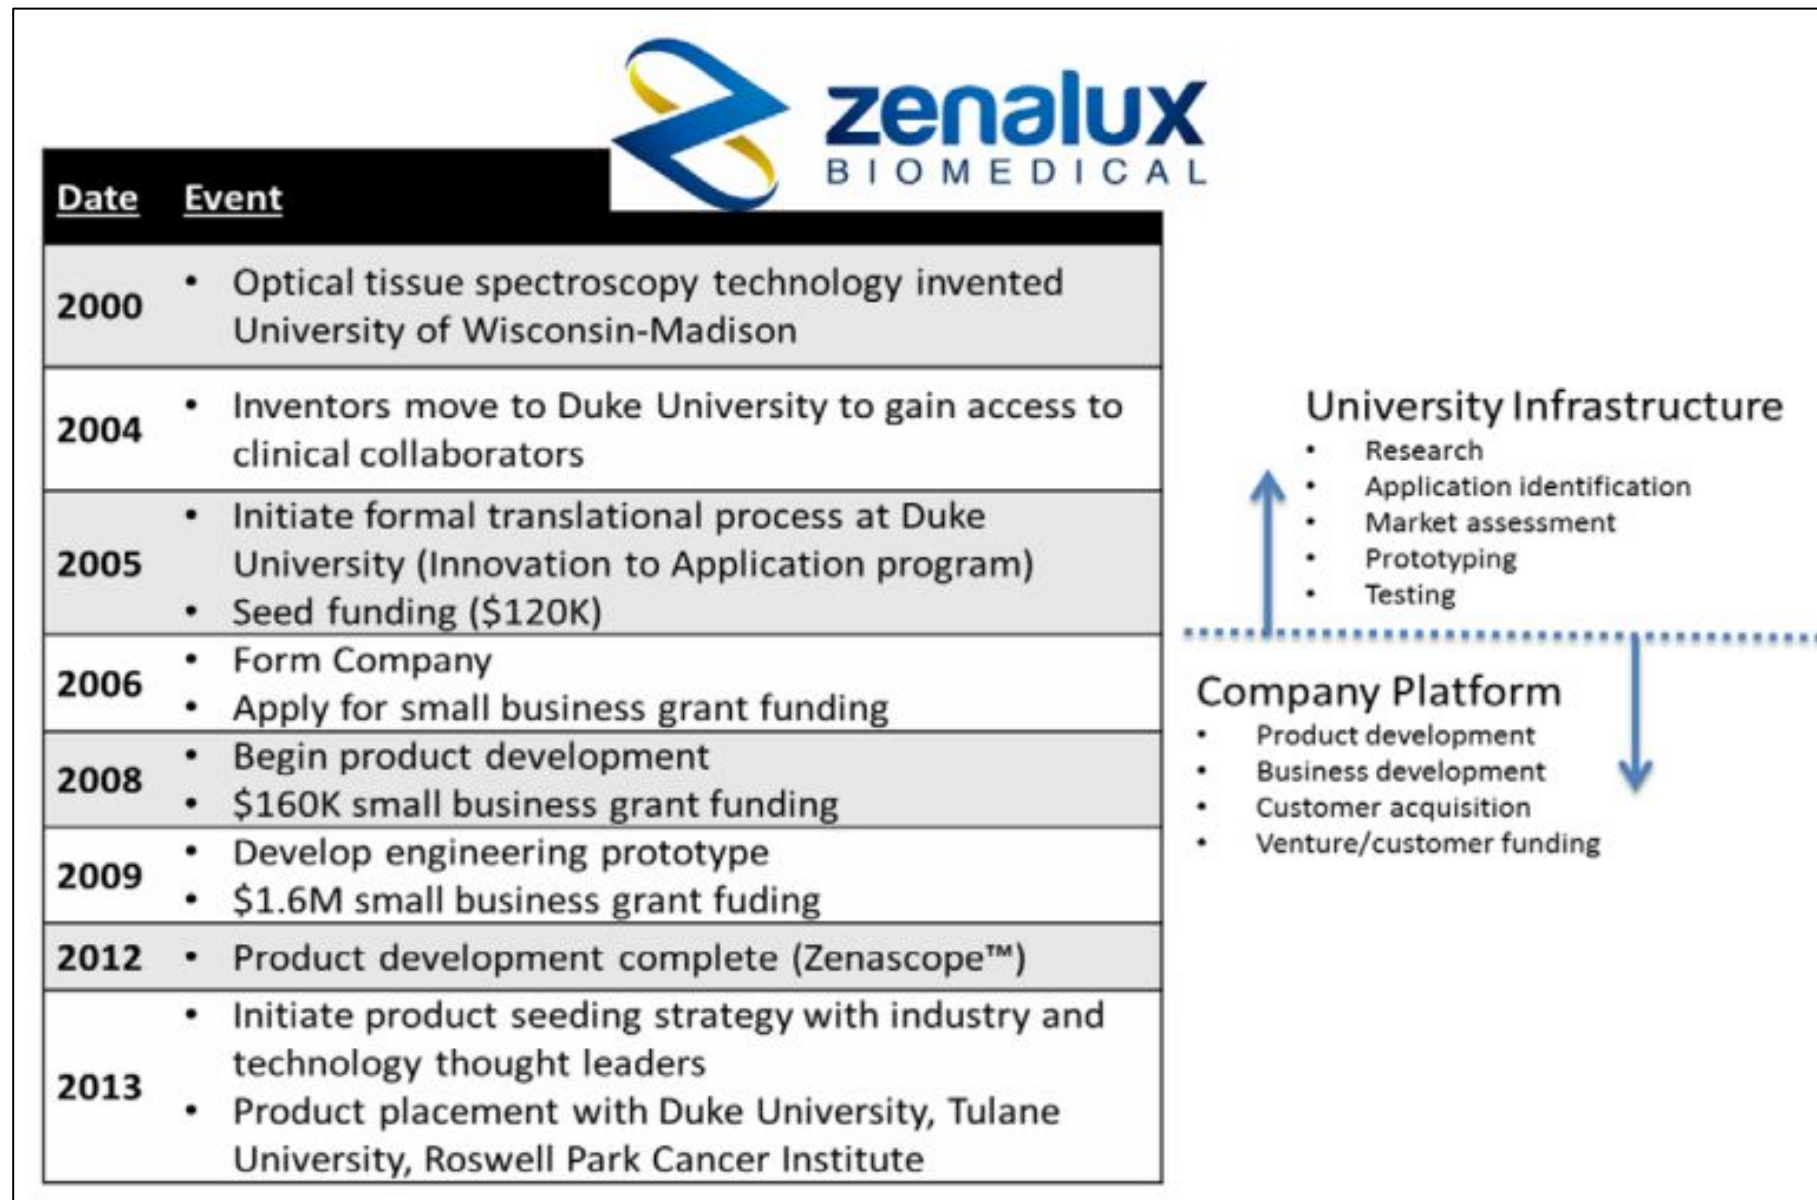 zenalux
BIOMEDICAL
Date Event
2000
• Optical tissue spectroscopy technology invented
University of Wisconsin-Madison
2004
• Inventors move to Duke University to gain access to
clinical collaborators
2005
• Initiate formal translational process at Duke
University (Innovation to Application program)
• Seed funding ($120K)
2006
• Form Company
• Apply for small business grant funding
2008
• Begin product development
• $160K small business grant funding
2009
• Develop engineering prototype
• $1.6M small business grant fuding
2012 • Product development complete (Zenascope™)
2013
• Initiate product seeding strategy with industry and
technology thought leaders
• Product placement with Duke University, Tulane
University, Roswell Park Cancer Institute
University Infrastructure
• Research
• Application identification
• Market assessment
• Prototyping
• Testing
Company Platform
• Product development
• Business development
• Customer acquisition
• Venture/customer funding